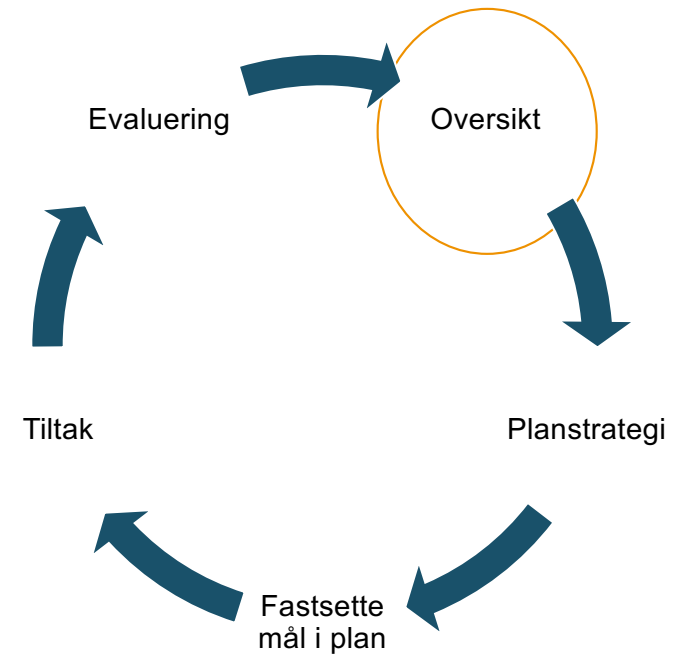 Evaluering
Oversikt
Tiltak
Planstrategi
Fastsette
mål i plan